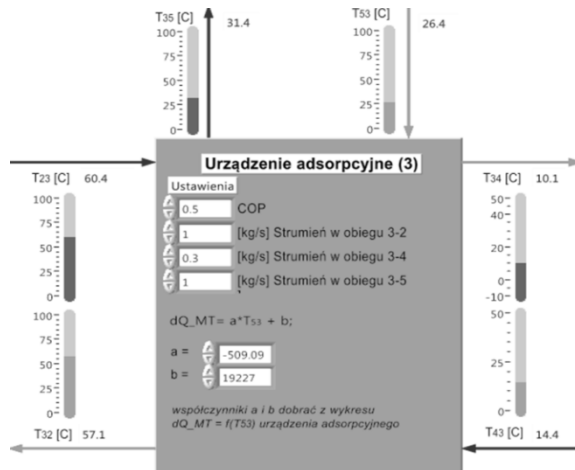 T35 [C]
31.4
100
75
50
25
0
T53 [C]
26.4
100
75
50
25
0
Urządzenie adsorpcyjne (3)
T23 [C] 60.4
100
75
50
25
0
T34 [C] 10.1
50
40
20
0
-10
Ustawienia
0.5 COP
1 [kg/s] Strumień w obiegu 3-2
0.3 [kg/s] Strumień w obiegu 3-4
1 [kg/s] Strumień w obiegu 3-5
dQ_MT= a*T53 + b;
a = -509.09
b = 19227
współczynniki a i b dobrać z wykresu
dQ_MT = f(T53) urządzenia adsorpcyjnego
100
75
50
25
0
T32 [C] 57.1
50
25
0
T43 [C] 14.4